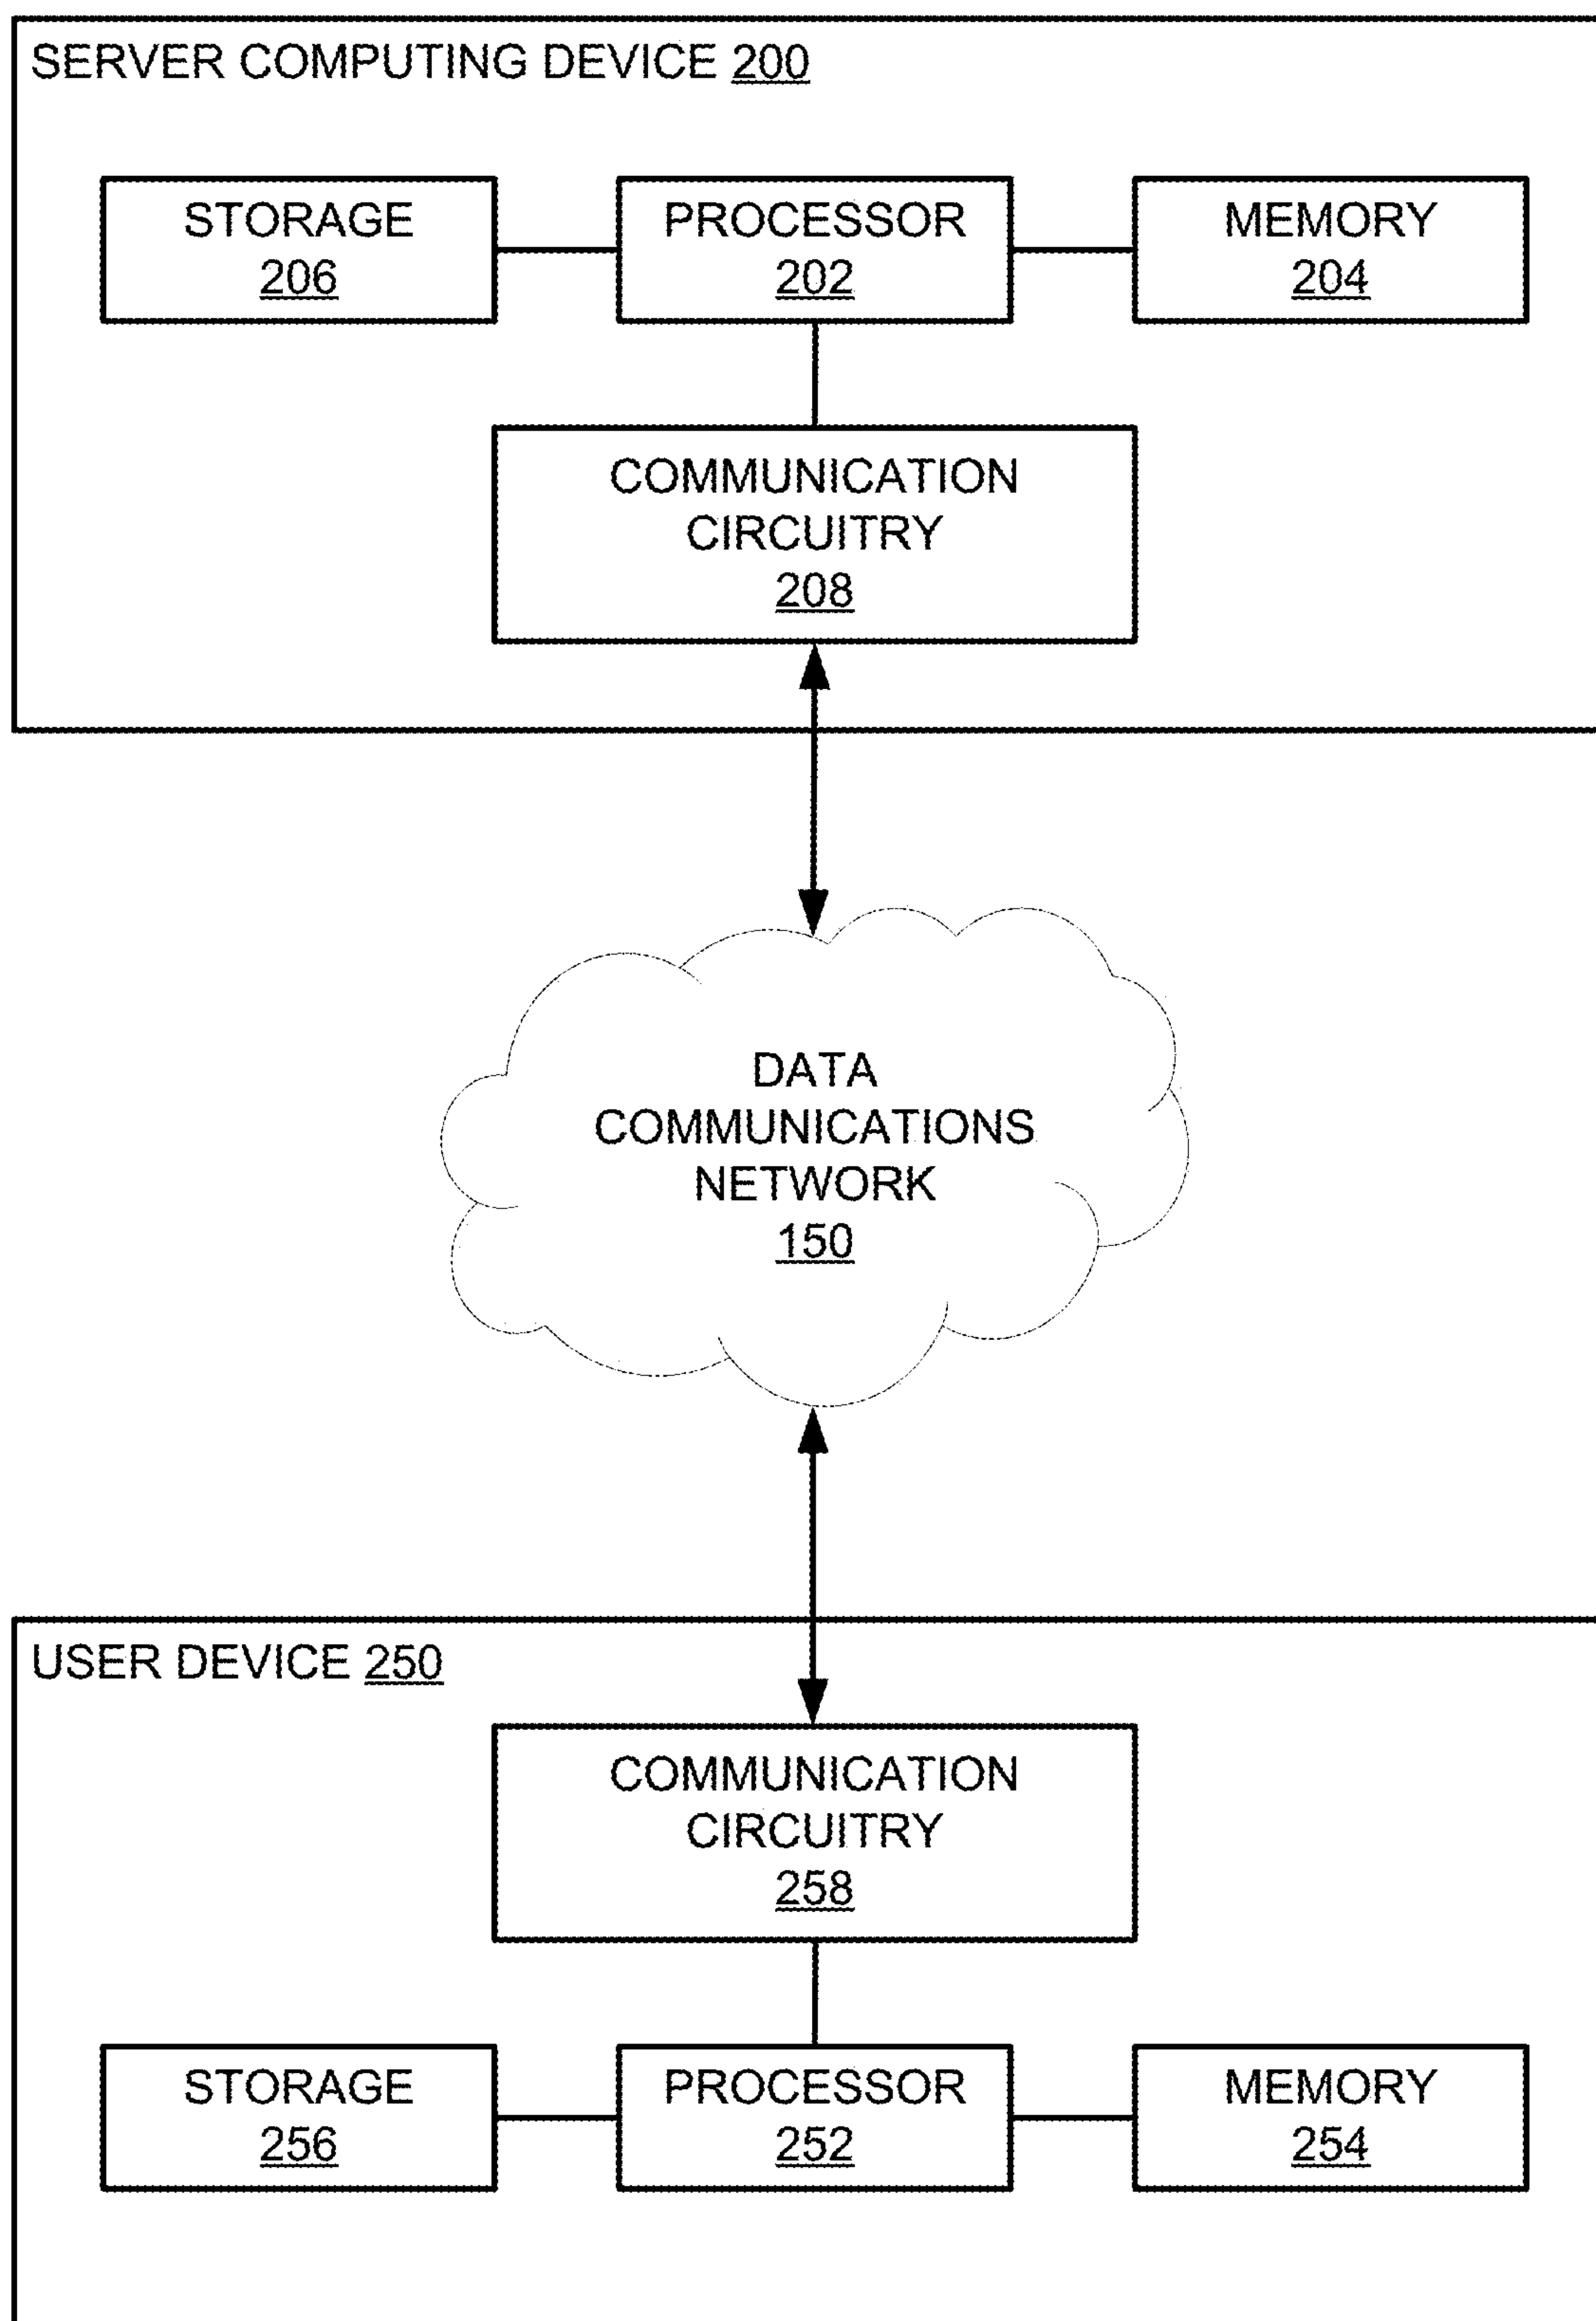 SERVER COMPUTING DEVICE 200
STORAGE
206
PROCESSOR
202
MEMORY
204
COMMUNICATION
CIRCUITRY
208
DATA
COMMUNICATIONS
NETWORK
150
USER DEVICE 250
COMMUNICATION
CIRCUITRY
258
STORAGE
256
PROCESSOR
252
MEMORY
254